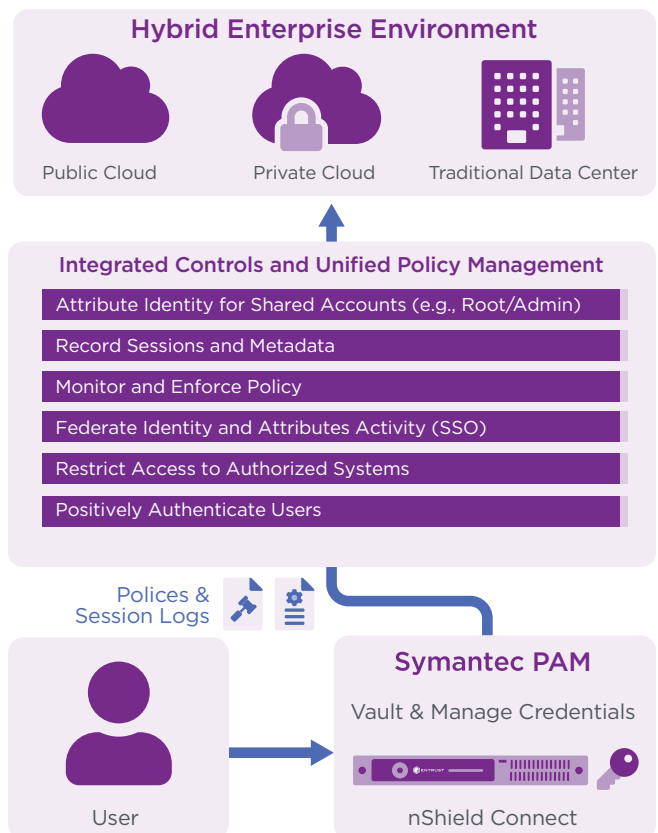 Hybrid Enterprise Environment
Public Cloud
Private Cloud
Traditional Data Center
Integrated Controls and Unified Policy Management
Attribute Identity for Shared Accounts (e.g., Root/Admin)
Record Sessions and Metadata
Monitor and Enforce Policy
Federate Identity and Attributes Activity (SSO)
Restrict Access to Authorized Systems
Positively Authenticate Users
Polices &
Session Logs
User
Symantec PAM
Vault & Manage Credentials
ENTRUST
nShield Connect